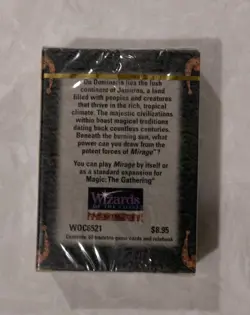 On Dominaria lies the lush
continent of Jamuraa, a land
filled with peoples and creatures
that thrive in the rich, tropical
climate. The majestic civilizations
within boast magical traditions
dating back countless centuries.
Beneath the burning sun, what
power can you draw from the
potent forces of Mirage?
You can play Mirage by itself or
as a standard expansion for
Magic: The Gathering
Wizards
OF THE COAST
WOC6521
$8.95